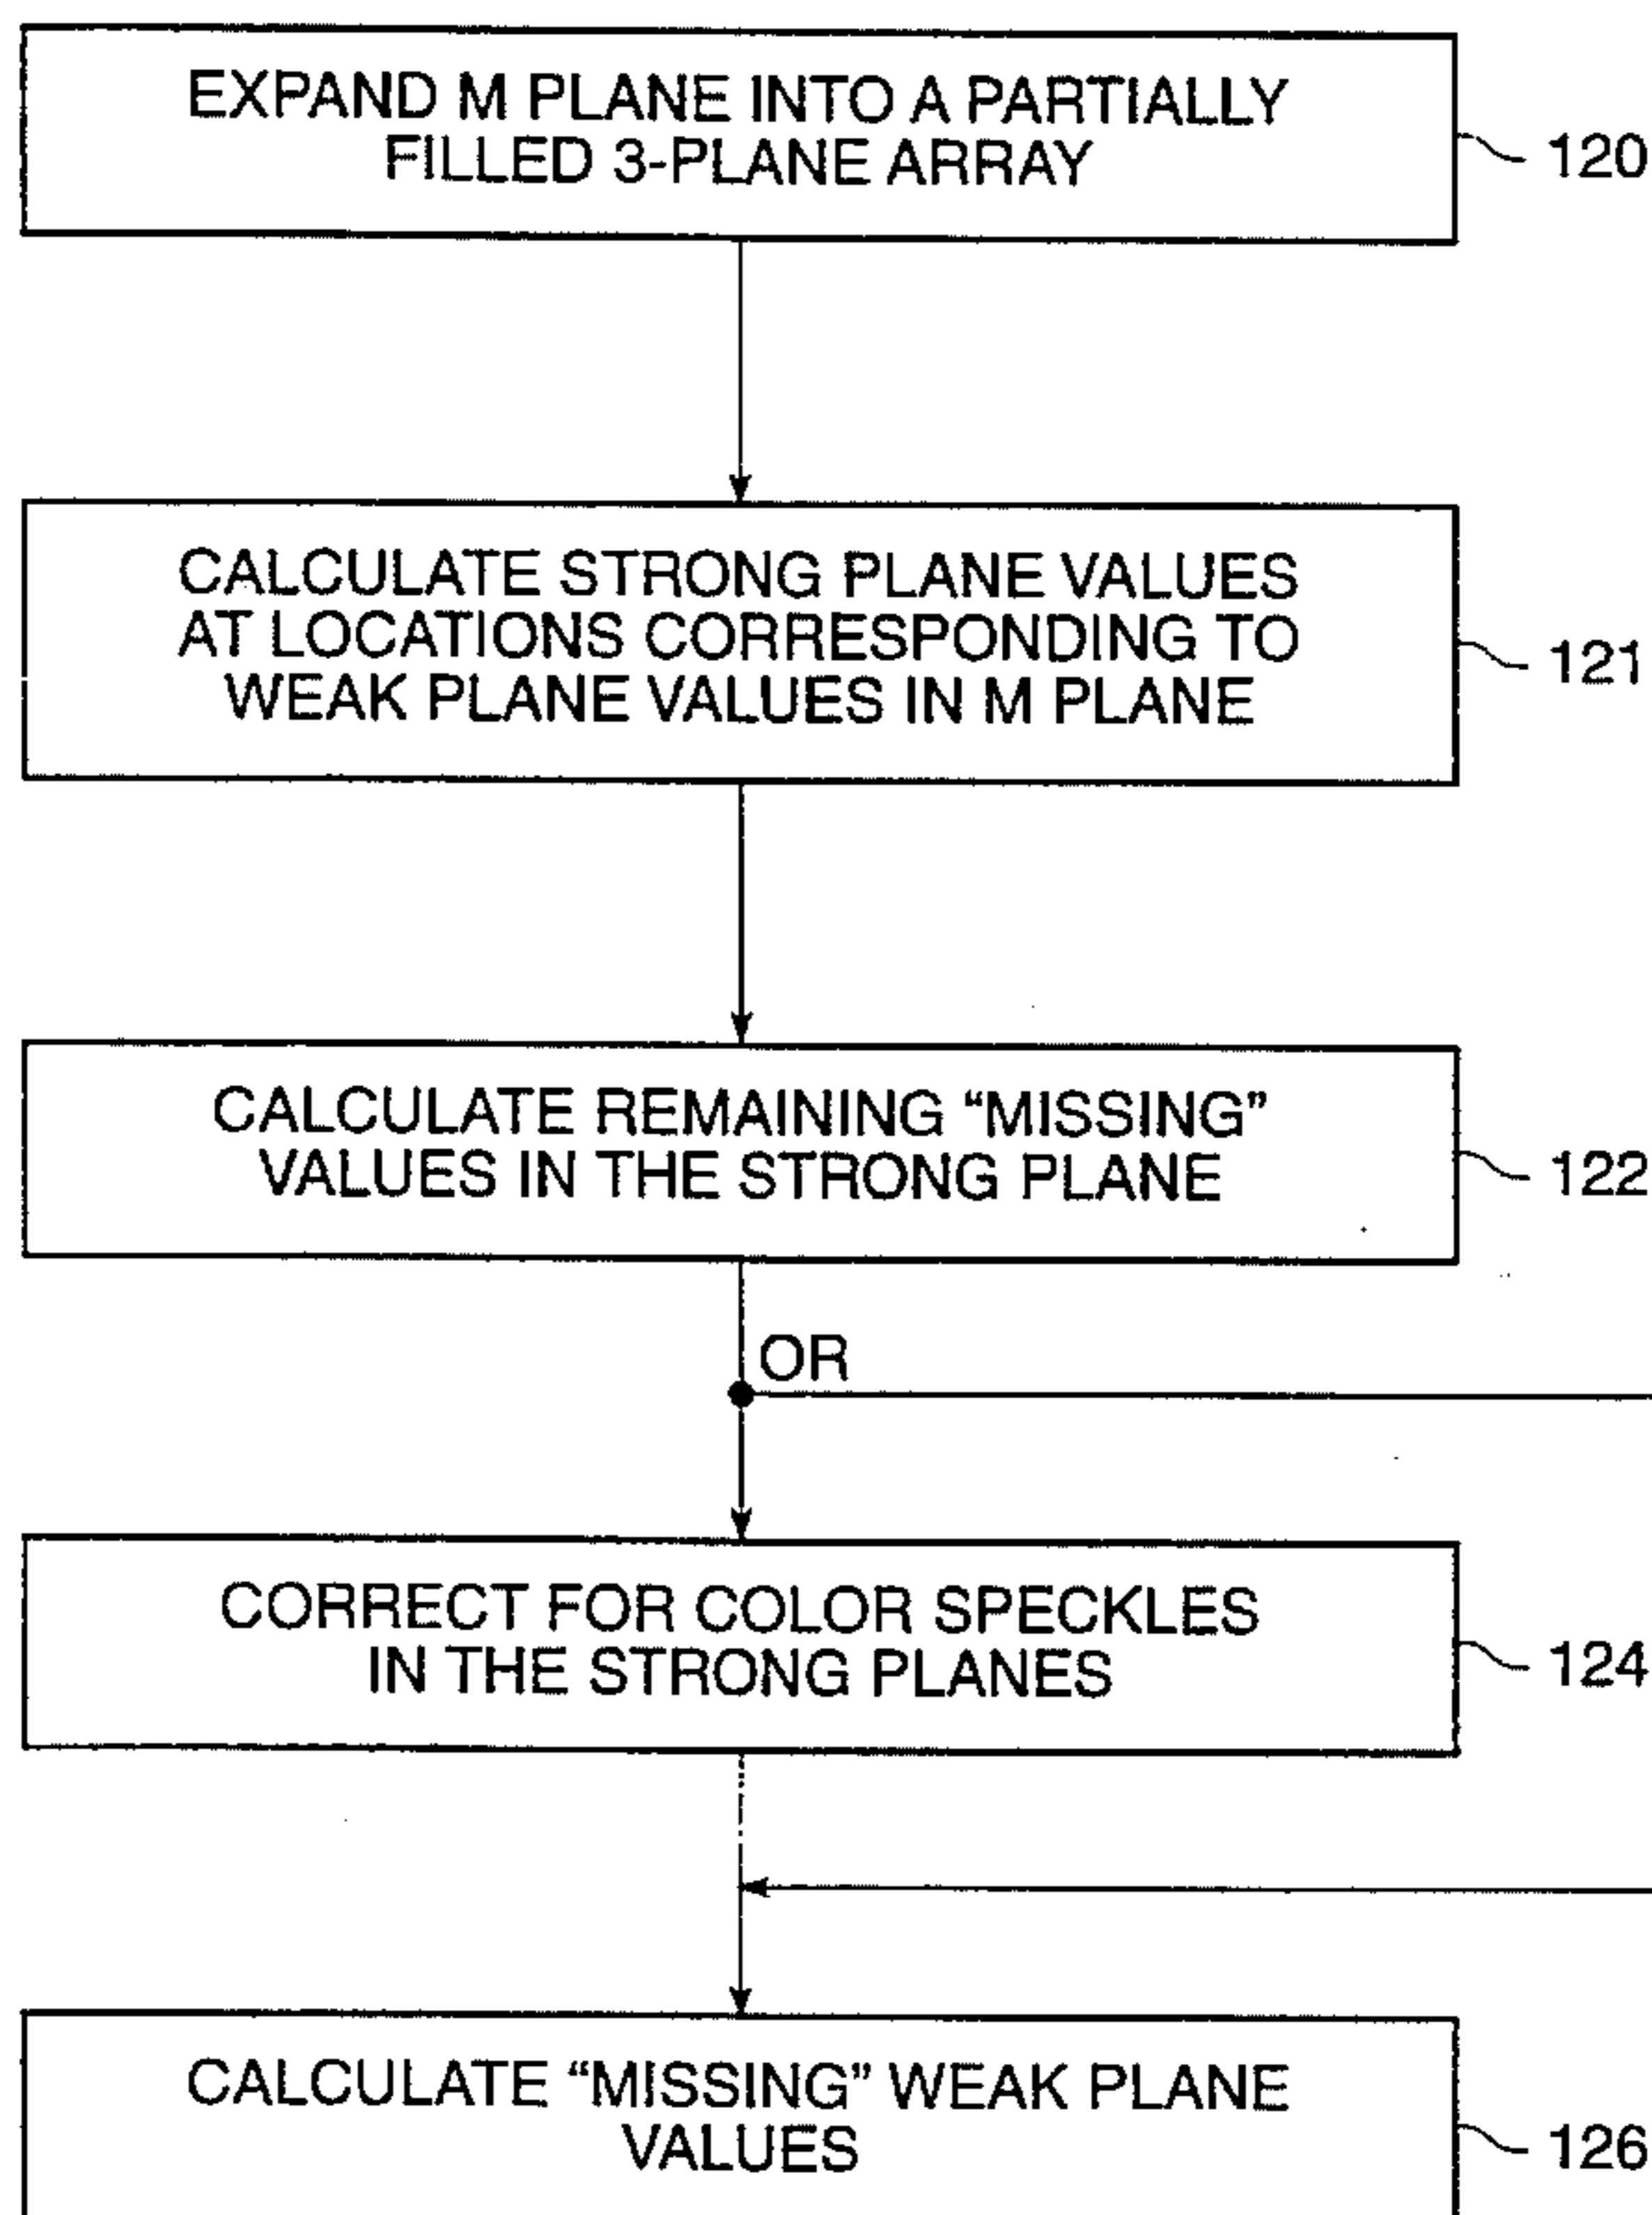 EXPAND M PLANE INTO A PARTIALLY
FILLED 3-PLANE ARRAY
120
CALCULATE STRONG PLANE VALUES
AT LOCATIONS CORRESPONDING TO
WEAK PLANE VALUES IN M PLANE
121
CALCULATE REMAINING “MISSING”
VALUES IN THE STRONG PLANE
122
OR
CORRECT FOR COLOR SPECKLES
IN THE STRONG PLANES
124
CALCULATE “MISSING” WEAK PLANE
VALUES
126